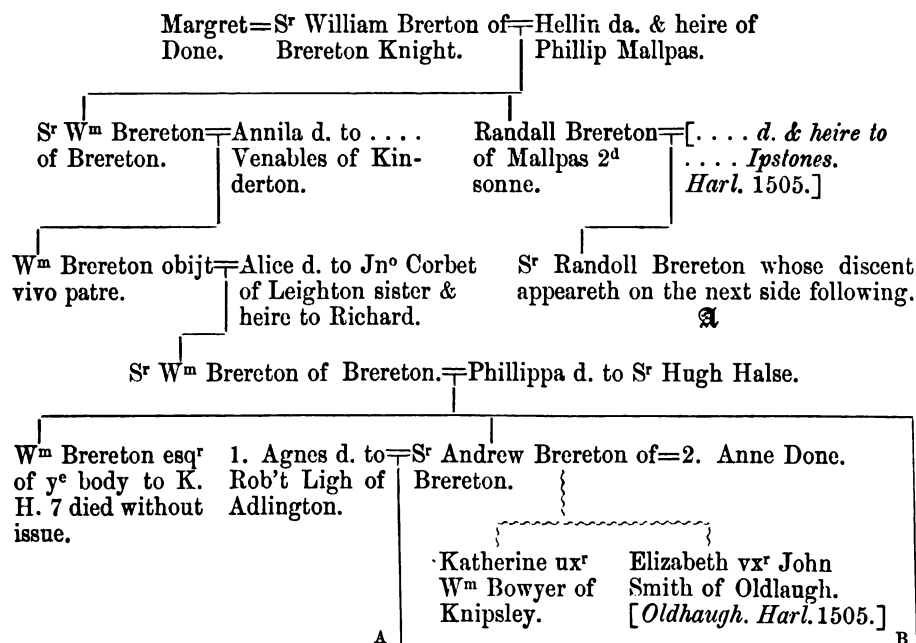 Margret=Sʳ William Brerton of=Hellin da. & heire of
Done. Brereton Knight. Phillip Mallpas.
Sʳ Wᵐ Brereton=Annila d. to . . . .
of Brereton. Venables of Kin-
derton.
Randall Brereton=[. . . . d. & heire to
of Mallpas 2ᵈ . . . . Ipstones.
sonne. Harl. 1505.]
Wᵐ Brereton obijt=Alice d. to Jnᵒ Corbet
vivo patre. of Leighton sister &
heire to Richard.
Sʳ Randoll Brereton whose discent
appeareth on the next side following.
𝕬
Sʳ Wᵐ Brereton of Brereton.=Phillippa d. to Sʳ Hugh Halse.
Wᵐ Brereton esqʳ
of yᵉ body to K.
H. 7 died without
issue.
1. Agnes d. to=Sʳ Andrew Brereton of=2. Anne Done.
Rob't Ligh of Brereton.
Adlington.
Katherine uxʳ
Wᵐ Bowyer of
Knipsley.
Elizabeth vxʳ John
Smith of Oldlaugh.
[Oldhaugh. Harl. 1505.]
A B